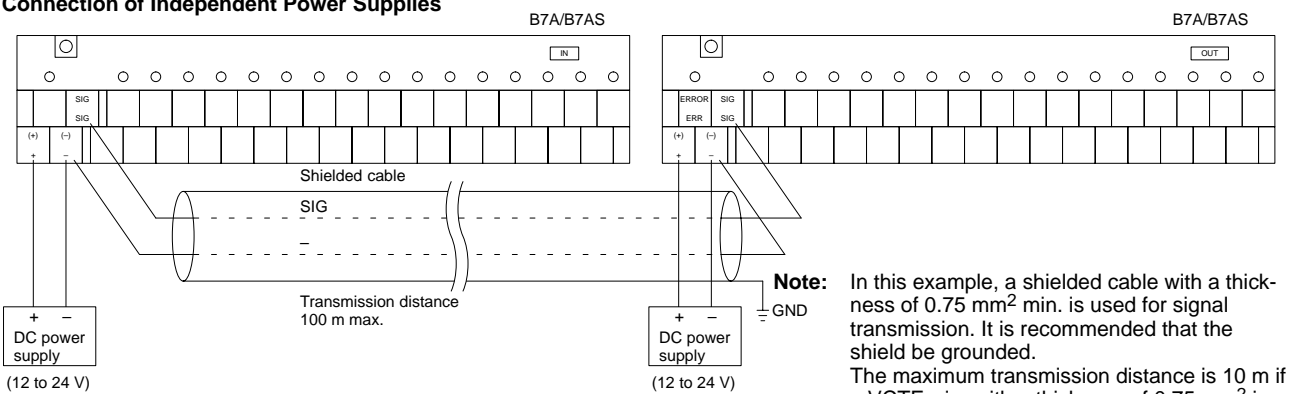 Connection of Independent Power Supplies
B7A/B7AS
B7A/B7AS
IN
OUT
SIG
SIG
(+)
(–)
+
–
ERROR
SIG
ERR
SIG
(+)
(–)
+
–
Shielded cable
SIG
–
Transmission distance
100 m max.
GND
+ –
DC power
supply
(12 to 24 V)
+ –
DC power
supply
(12 to 24 V)
Note: In this example, a shielded cable with a thick-
ness of 0.75 mm2 min. is used for signal
transmission. It is recommended that the
shield be grounded.
The maximum transmission distance is 10 m if